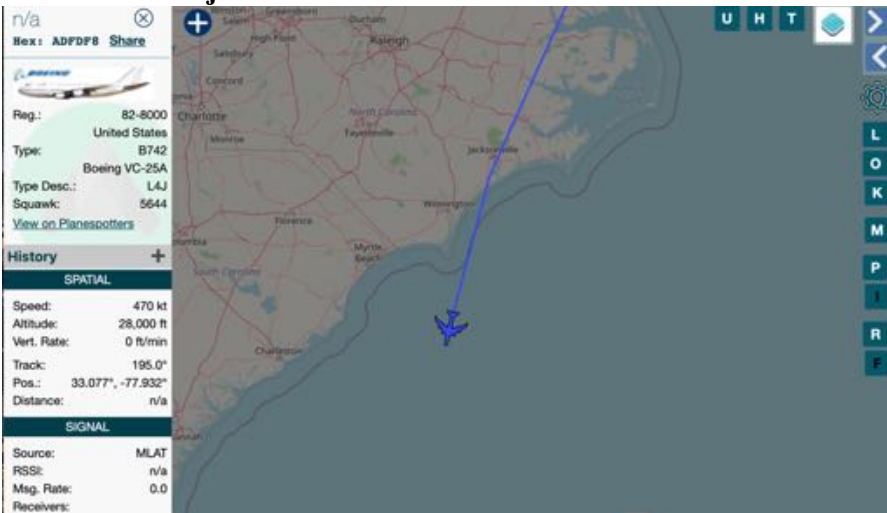 n/a
Hex: ADFDF8 Share
BOEING
Reg.: 82-8000
United States
Type: B742
Boeing VC-25A
Type Desc.: L4J
Squawk: 5644
View on Planespotters
History +
SPATIAL
Speed: 470 kt
Altitude: 28,000 ft
Vert. Rate: 0 ft/min
Track: 195.0°
Pos.: 33.077°, -77.932°
Distance: n/a
SIGNAL
Source: MLAT
RSSI: n/a
Msg. Rate: 0.0
Receivers:
Greensboro
Durham
Salem
High Point
Raleigh
Salisbury
Concord
Charlotte
North Carolina
Monroe
Fayetteville
Jacksonville
Wilmington
Florence
Myrtle
Beach
South Carolina
Charleston
U H T
L
O
K
M
P
I
R
F